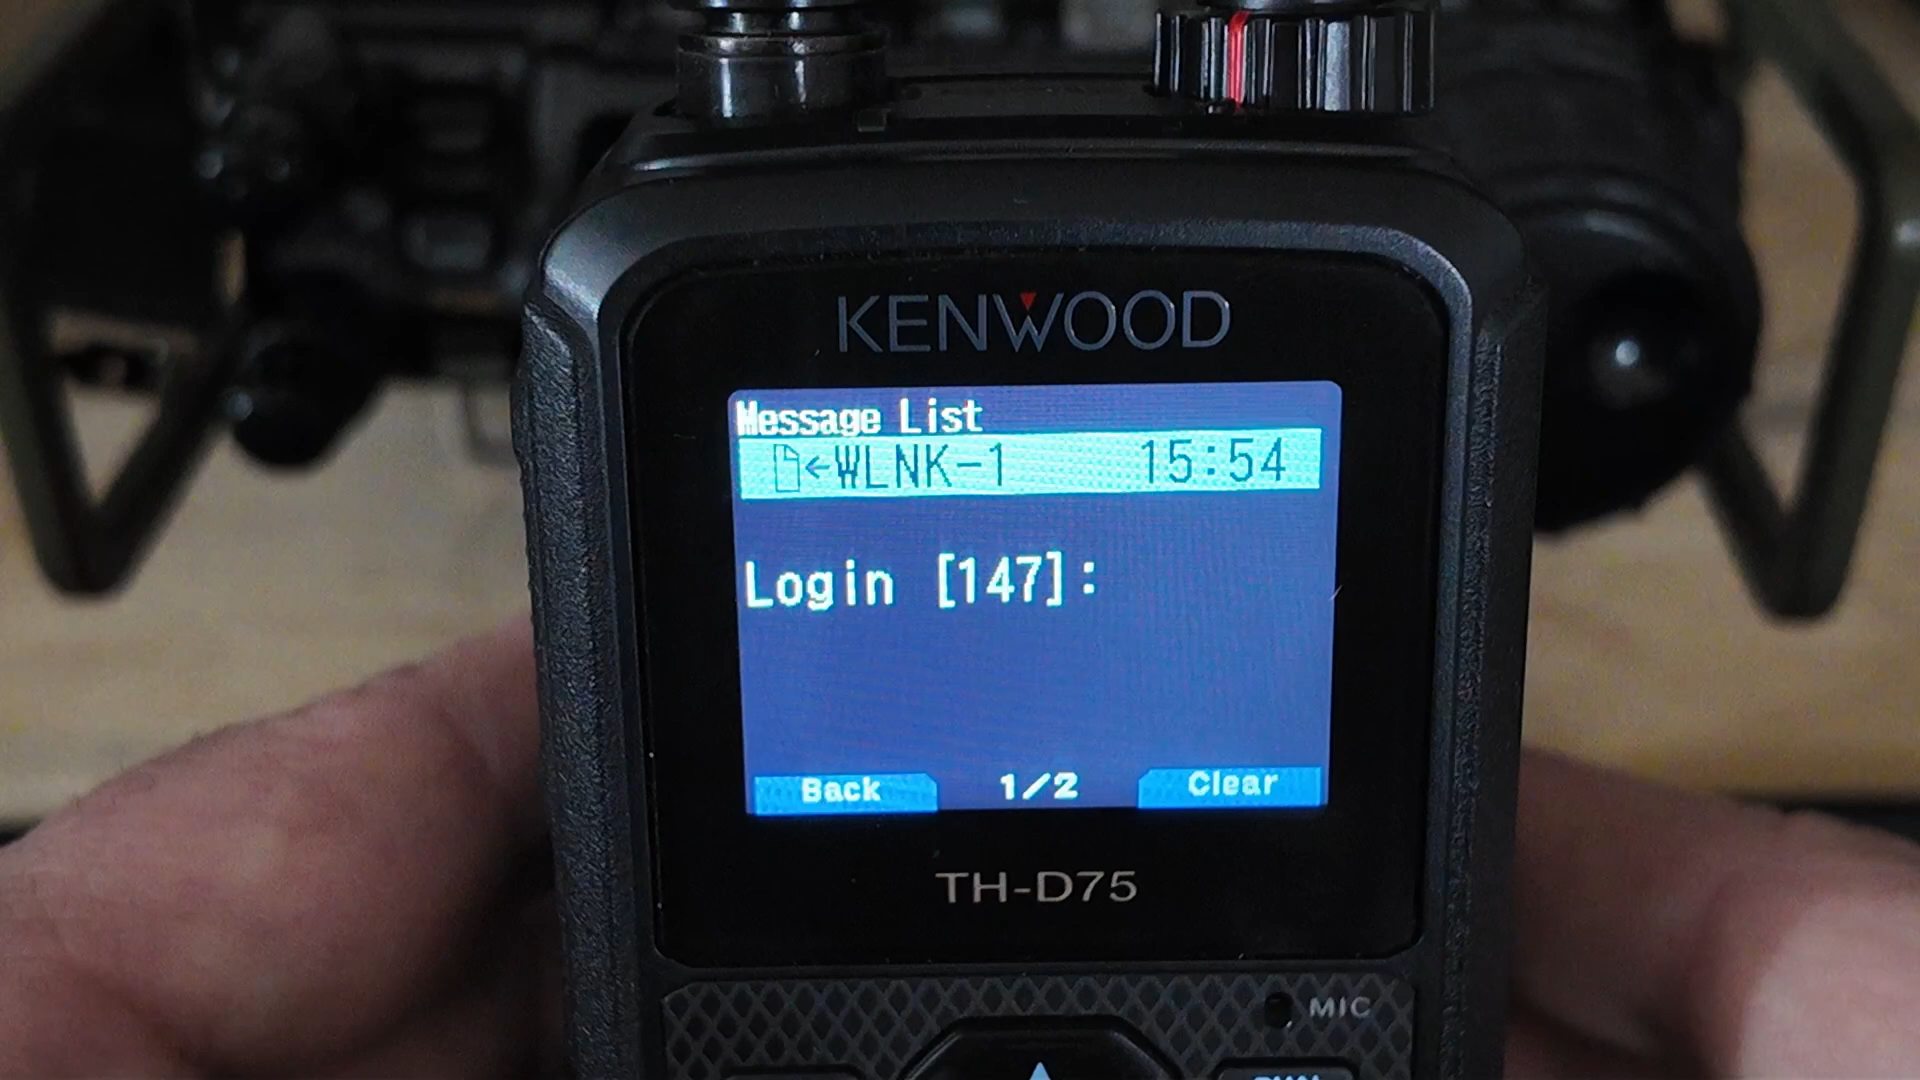 KENWOOD
Message List
←WLNK-1 15:54
Login [147]:
Back 1/2 Clear
TH-D75
MIC